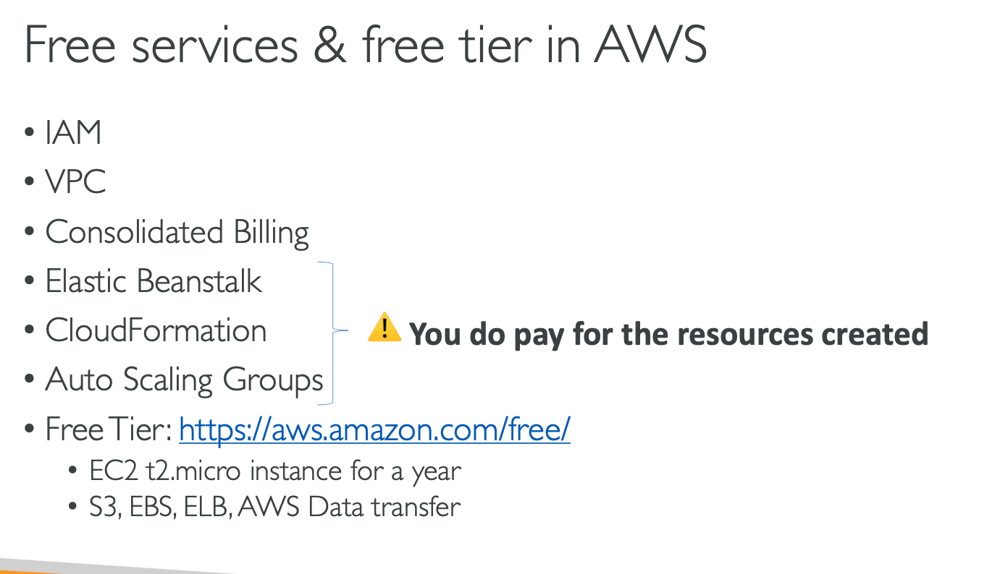 Free services & free tier in AWS
• IAM
• VPC
• Consolidated Billing
• Elastic Beanstalk
• CloudFormation
⚠️ You do pay for the resources created
• Auto Scaling Groups
• Free Tier: https://aws.amazon.com/free/
• EC2 t2.micro instance for a year
• S3, EBS, ELB, AWS Data transfer